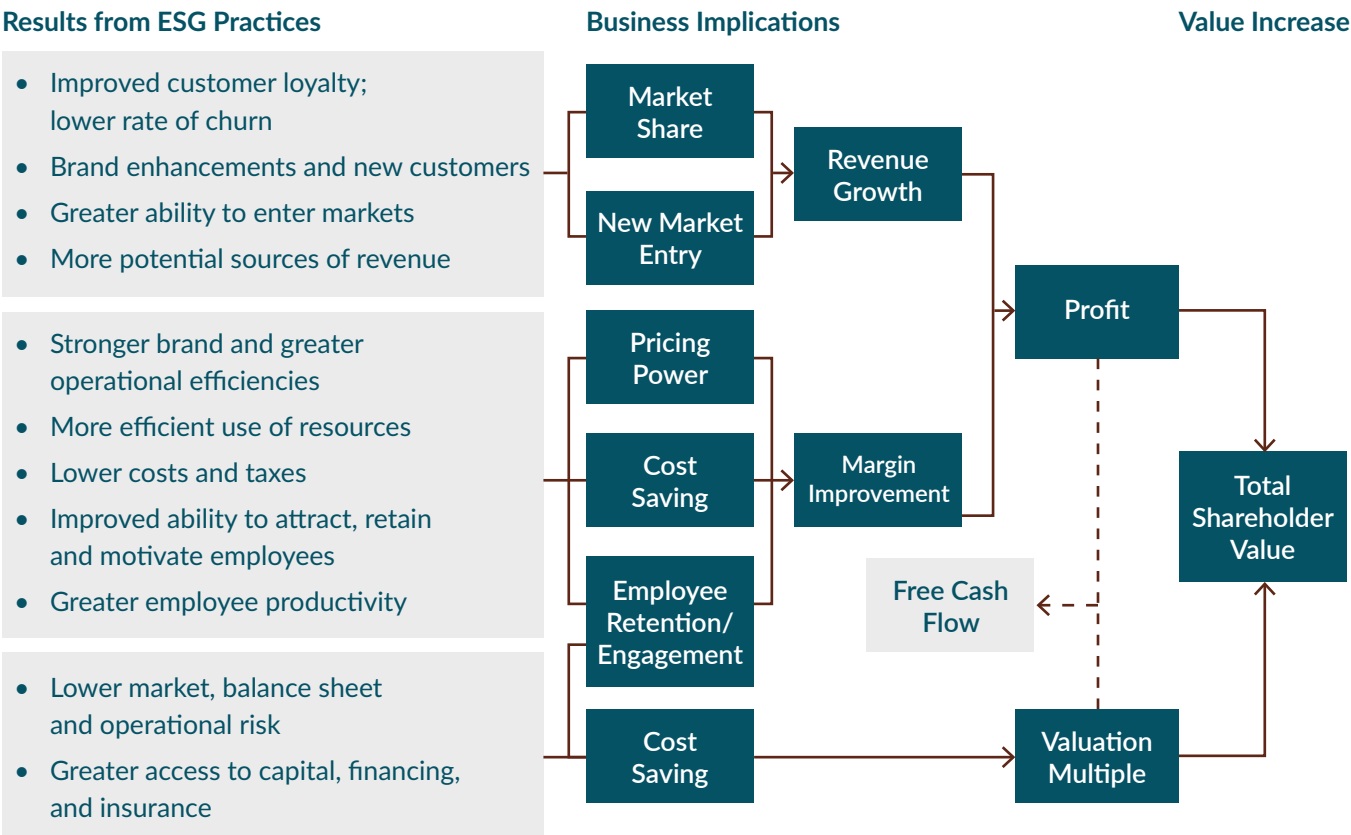 Results from ESG Practices
Business Implications
Value Increase
• Improved customer loyalty;
lower rate of churn
• Brand enhancements and new customers
• Greater ability to enter markets
• More potential sources of revenue
Market
Share
New Market
Entry
Revenue
Growth
• Stronger brand and greater
operational efficiencies
• More efficient use of resources
• Lower costs and taxes
• Improved ability to attract, retain
and motivate employees
• Greater employee productivity
Pricing
Power
Cost
Saving
Employee
Retention/
Engagement
Margin
Improvement
Profit
Free Cash
Flow
Total
Shareholder
Value
• Lower market, balance sheet
and operational risk
• Greater access to capital, financing,
and insurance
Cost
Saving
Valuation
Multiple